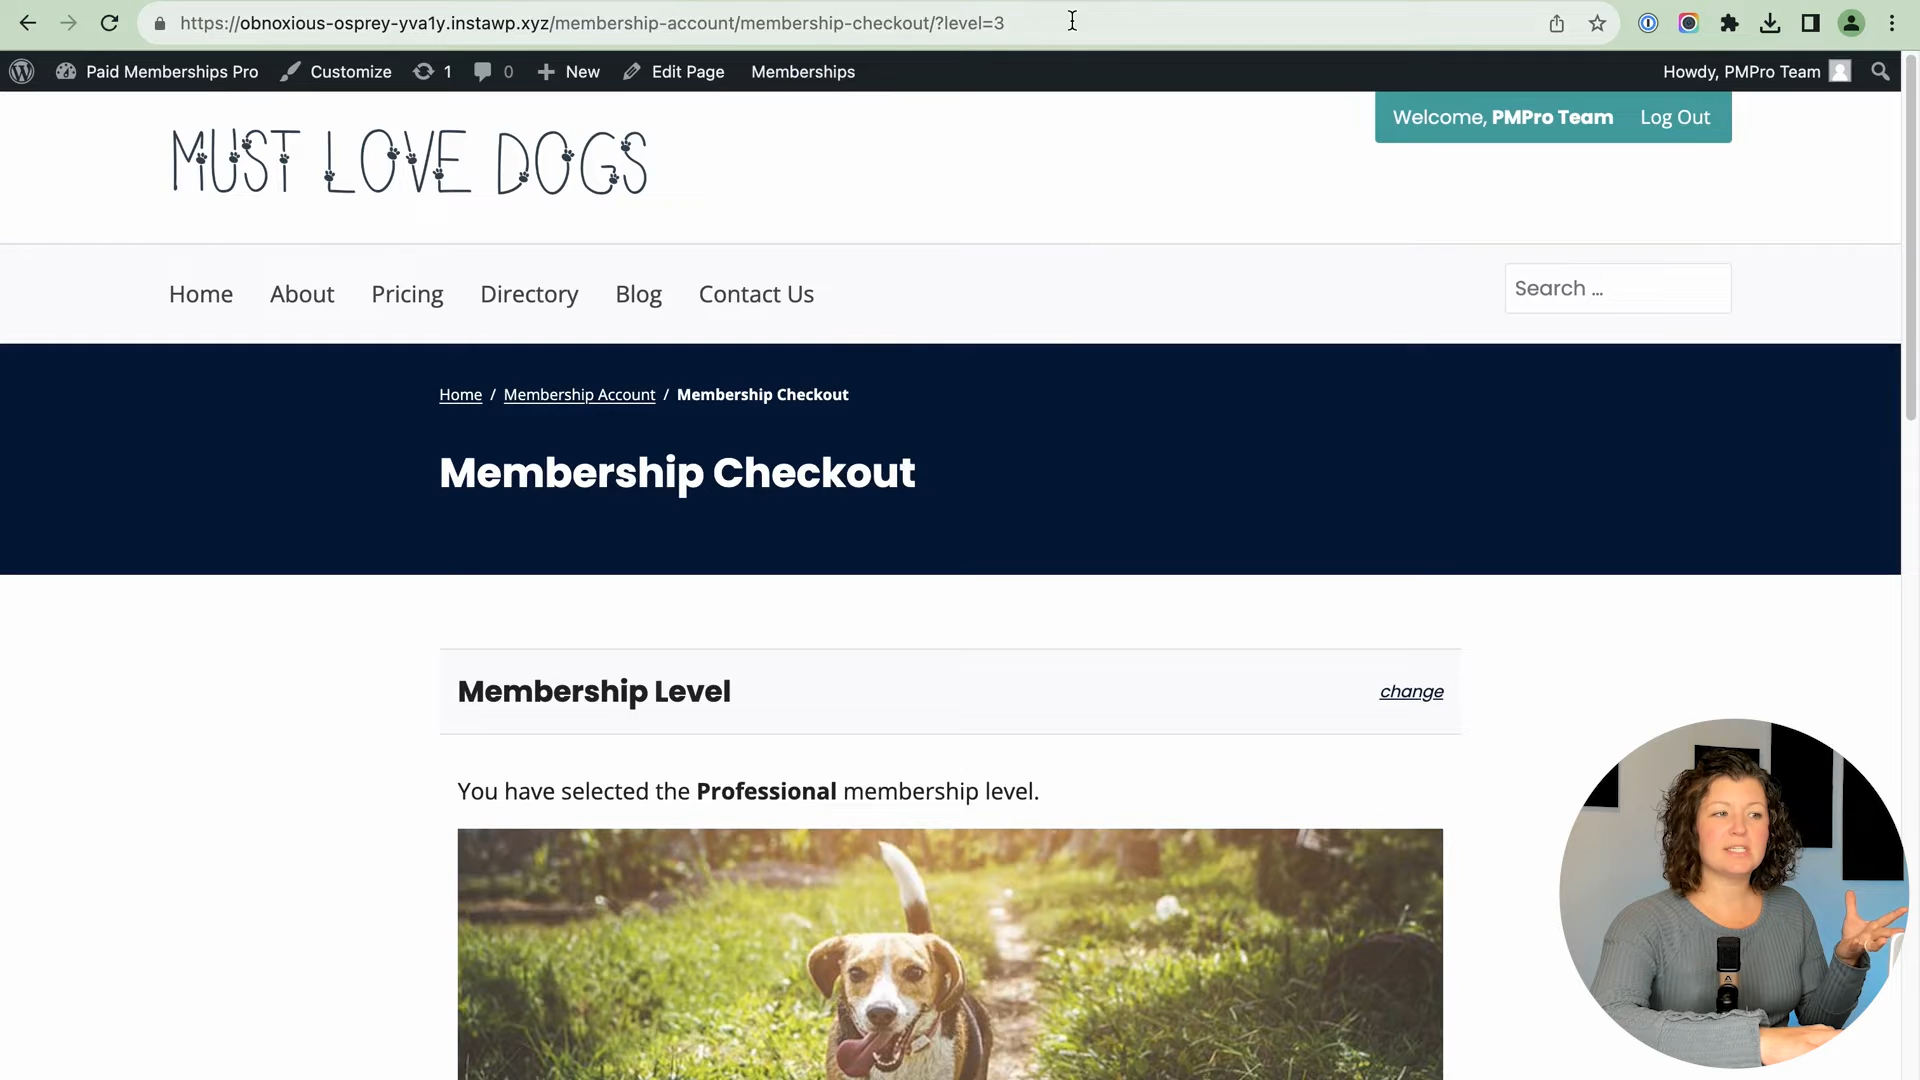 https://obnoxious-osprey-yva1y.instawp.xyz/membership-account/membership-checkout/?level=3
Paid Memberships Pro Customize 1 0 New Edit Page Memberships Howdy, PMPro Team
Welcome, PMPro Team Log Out
MUST LOVE DOGS
Home About Pricing Directory Blog Contact Us Search ...
Home / Membership Account / Membership Checkout
Membership Checkout
Membership Level change
You have selected the Professional membership level.